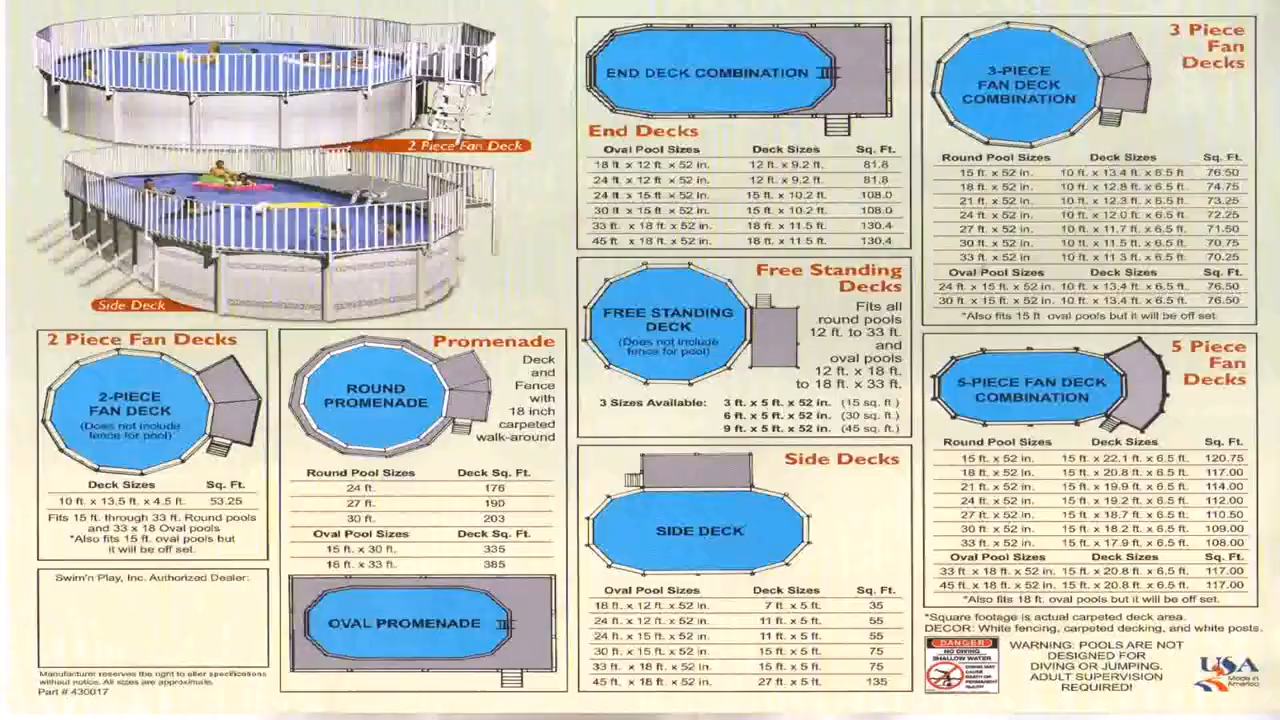 2 Piece Fan Deck
Side Deck
2 Piece Fan Decks
2-PIECE
FAN DECK
(Does not include
fence for pool)
Deck Sizes Sq. Ft.
10 ft. x 13.5 ft. x 4.5 ft. 53.25
Fits 15 ft. through 33 ft. Round pools
and 33 x 18 Oval pools
*Also fits 15 ft. oval pools but
it will be off set.
Swim'n Play, Inc. Authorized Dealer:
Manufacturer reserves the right to alter specifications
without notice. All sizes are approximate.
Part # 430017
Promenade
ROUND
PROMENADE
Deck
and
Fence
with
18 inch
carpeted
walk-around
Round Pool Sizes Deck Sq. Ft.
24 ft. 176
27 ft. 190
30 ft. 203
Oval Pool Sizes Deck Sq. Ft.
15 ft. x 30 ft. 335
18 ft. x 33 ft. 385
OVAL PROMENADE
END DECK COMBINATION
End Decks
Oval Pool Sizes Deck Sizes Sq. Ft.
18 ft. x 12 ft. x 52 in. 12 ft. x 9.2 ft. 81.8
24 ft. x 12 ft. x 52 in. 12 ft. x 9.2 ft. 81.8
24 ft. x 15 ft. x 52 in. 15 ft. x 10.2 ft. 108.0
30 ft. x 15 ft. x 52 in. 15 ft. x 10.2 ft. 108.0
33 ft. x 18 ft. x 52 in. 18 ft. x 11.5 ft. 130.4
45 ft. x 18 ft. x 52 in. 18 ft. x 11.5 ft. 130.4
Free Standing
Decks
FREE STANDING
DECK
(Does not include
fence for pool)
Fits all
round pools
12 ft. to 33 ft.
and
oval pools
12 ft. x 18 ft.
to 18 ft. x 33 ft.
3 Sizes Available: 3 ft. x 5 ft. x 52 in. (15 sq. ft.)
6 ft. x 5 ft. x 52 in. (30 sq. ft.)
9 ft. x 5 ft. x 52 in. (45 sq. ft.)
Side Decks
SIDE DECK
Oval Pool Sizes Deck Sizes Sq. Ft.
18 ft. x 12 ft. x 52 in. 7 ft. x 5 ft. 35
24 ft. x 12 ft. x 52 in. 11 ft. x 5 ft. 55
24 ft. x 15 ft. x 52 in. 11 ft. x 5 ft. 55
30 ft. x 15 ft. x 52 in. 15 ft. x 5 ft. 75
33 ft. x 18 ft. x 52 in. 15 ft. x 5 ft. 75
45 ft. x 18 ft. x 52 in. 27 ft. x 5 ft. 135
3 Piece
Fan
Decks
3-PIECE
FAN DECK
COMBINATION
Round Pool Sizes Deck Sizes Sq. Ft.
15 ft. x 52 in. 10 ft. x 13.4 ft. x 6.5 ft 76.50
18 ft. x 52 in. 10 ft. x 12.8 ft. x 6.5 ft. 74.75
21 ft. x 52 in. 10 ft. x 12.3 ft. x 6.5 ft. 73.25
24 ft. x 52 in. 10 ft. x 12.0 ft. x 6.5 ft. 72.25
27 ft. x 52 in. 10 ft. x 11.7 ft. x 6.5 ft. 71.50
30 ft. x 52 in. 10 ft. x 11.5 ft. x 6.5 ft. 70.75
33 ft. x 52 in. 10 ft. x 11.3 ft. x 6.5 ft. 70.25
Oval Pool Sizes Deck Sizes Sq. Ft.
24 ft. x 15 ft. x 52 in. 10 ft. x 13.4 ft. x 6.5 ft. 76.50
30 ft. x 15 ft. x 52 in. 10 ft. x 13.4 ft. x 6.5 ft. 76.50
*Also fits 15 ft. oval pools but it will be off set.
5 Piece
Fan
Decks
5-PIECE FAN DECK
COMBINATION
Round Pool Sizes Deck Sizes Sq. Ft.
15 ft. x 52 in. 15 ft. x 22.1 ft. x 6.5 ft. 120.75
18 ft. x 52 in. 15 ft. x 20.8 ft. x 6.5 ft. 117.00
21 ft. x 52 in. 15 ft. x 19.9 ft. x 6.5 ft. 114.00
24 ft. x 52 in. 15 ft. x 19.2 ft. x 6.5 ft. 112.00
27 ft. x 52 in. 15 ft. x 18.7 ft. x 6.5 ft. 110.50
30 ft. x 52 in. 15 ft. x 18.2 ft. x 6.5 ft. 109.00
33 ft. x 52 in. 15 ft. x 17.9 ft. x 6.5 ft. 108.00
Oval Pool Sizes Deck Sizes Sq. Ft.
33 ft. x 18 ft. x 52 in. 15 ft. x 20.8 ft. x 6.5 ft. 117.00
45 ft. x 18 ft. x 52 in. 15 ft. x 20.8 ft. x 6.5 ft. 117.00
*Also fits 18 ft. oval pools but it will be off set.
*Square footage is actual carpeted deck area.
DECOR: White fencing, carpeted decking, and white posts.
DANGER
NO DIVING
SHALLOW WATER
DIVING MAY
CAUSE
DEATH OR
PERMANENT
INJURY
WARNING: POOLS ARE NOT
DESIGNED FOR
DIVING OR JUMPING.
ADULT SUPERVISION
REQUIRED!
USA
Made in
America